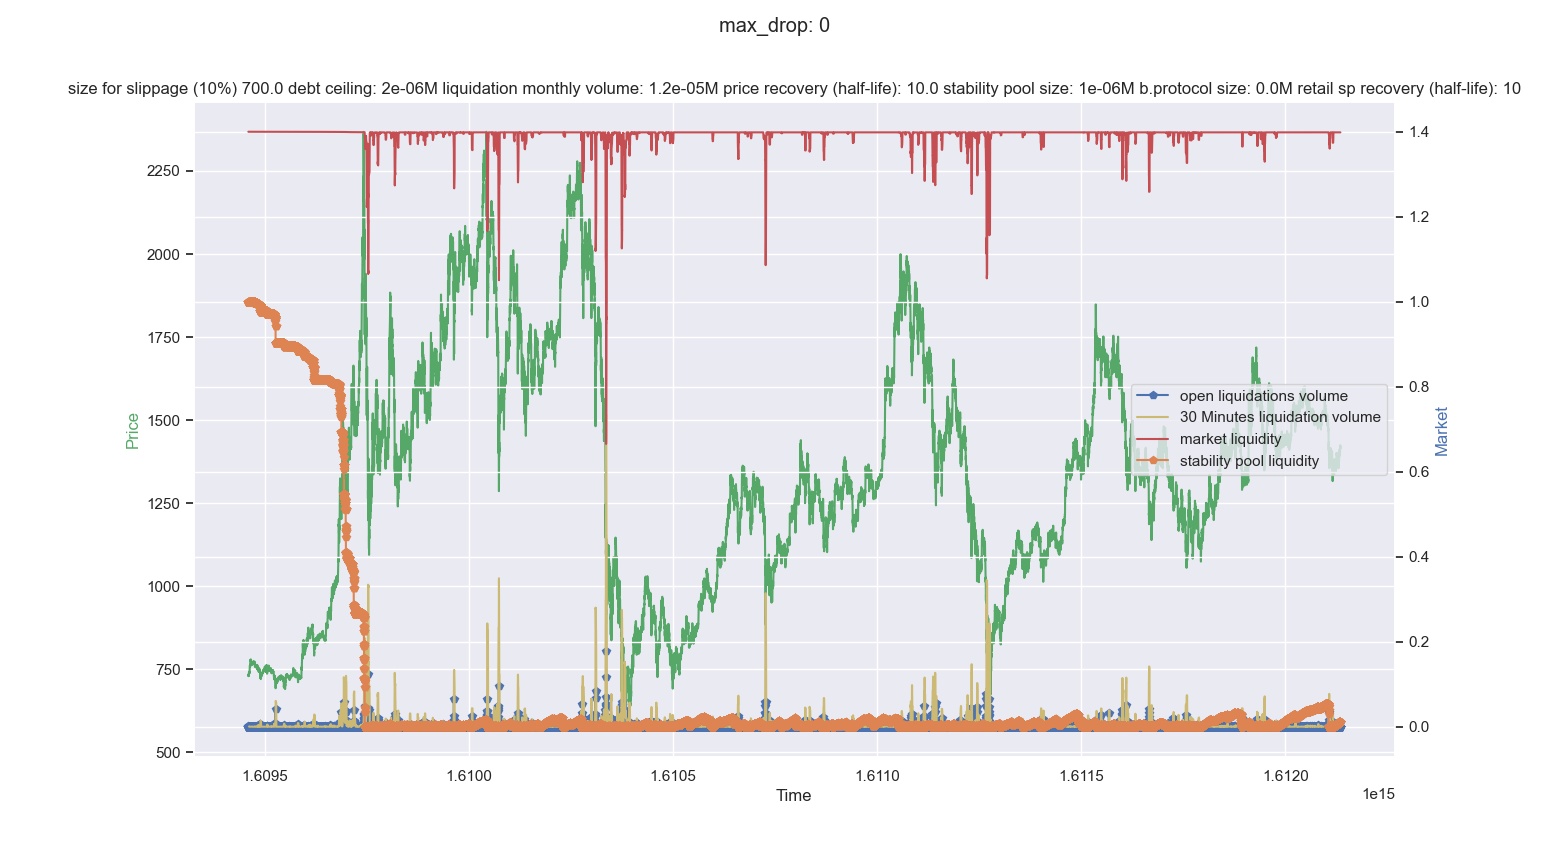 max_drop: 0
size for slippage (10%) 700.0 debt ceiling: 2e-06M liquidation monthly volume: 1.2e-05M price recovery (half-life): 10.0 stability pool size: 1e-06M b.protocol size: 0.0M retail sp recovery (half-life): 10
2250
2000
1750
1500
1250
1000
750
500
Price
1.4
1.2
1.0
0.8
0.6
0.4
0.2
0.0
Market
open liquidations volume
30 Minutes liquidation volume
market liquidity
stability pool liquidity
1.6095 1.6100 1.6105 1.6110 1.6115 1.6120
1e15
Time